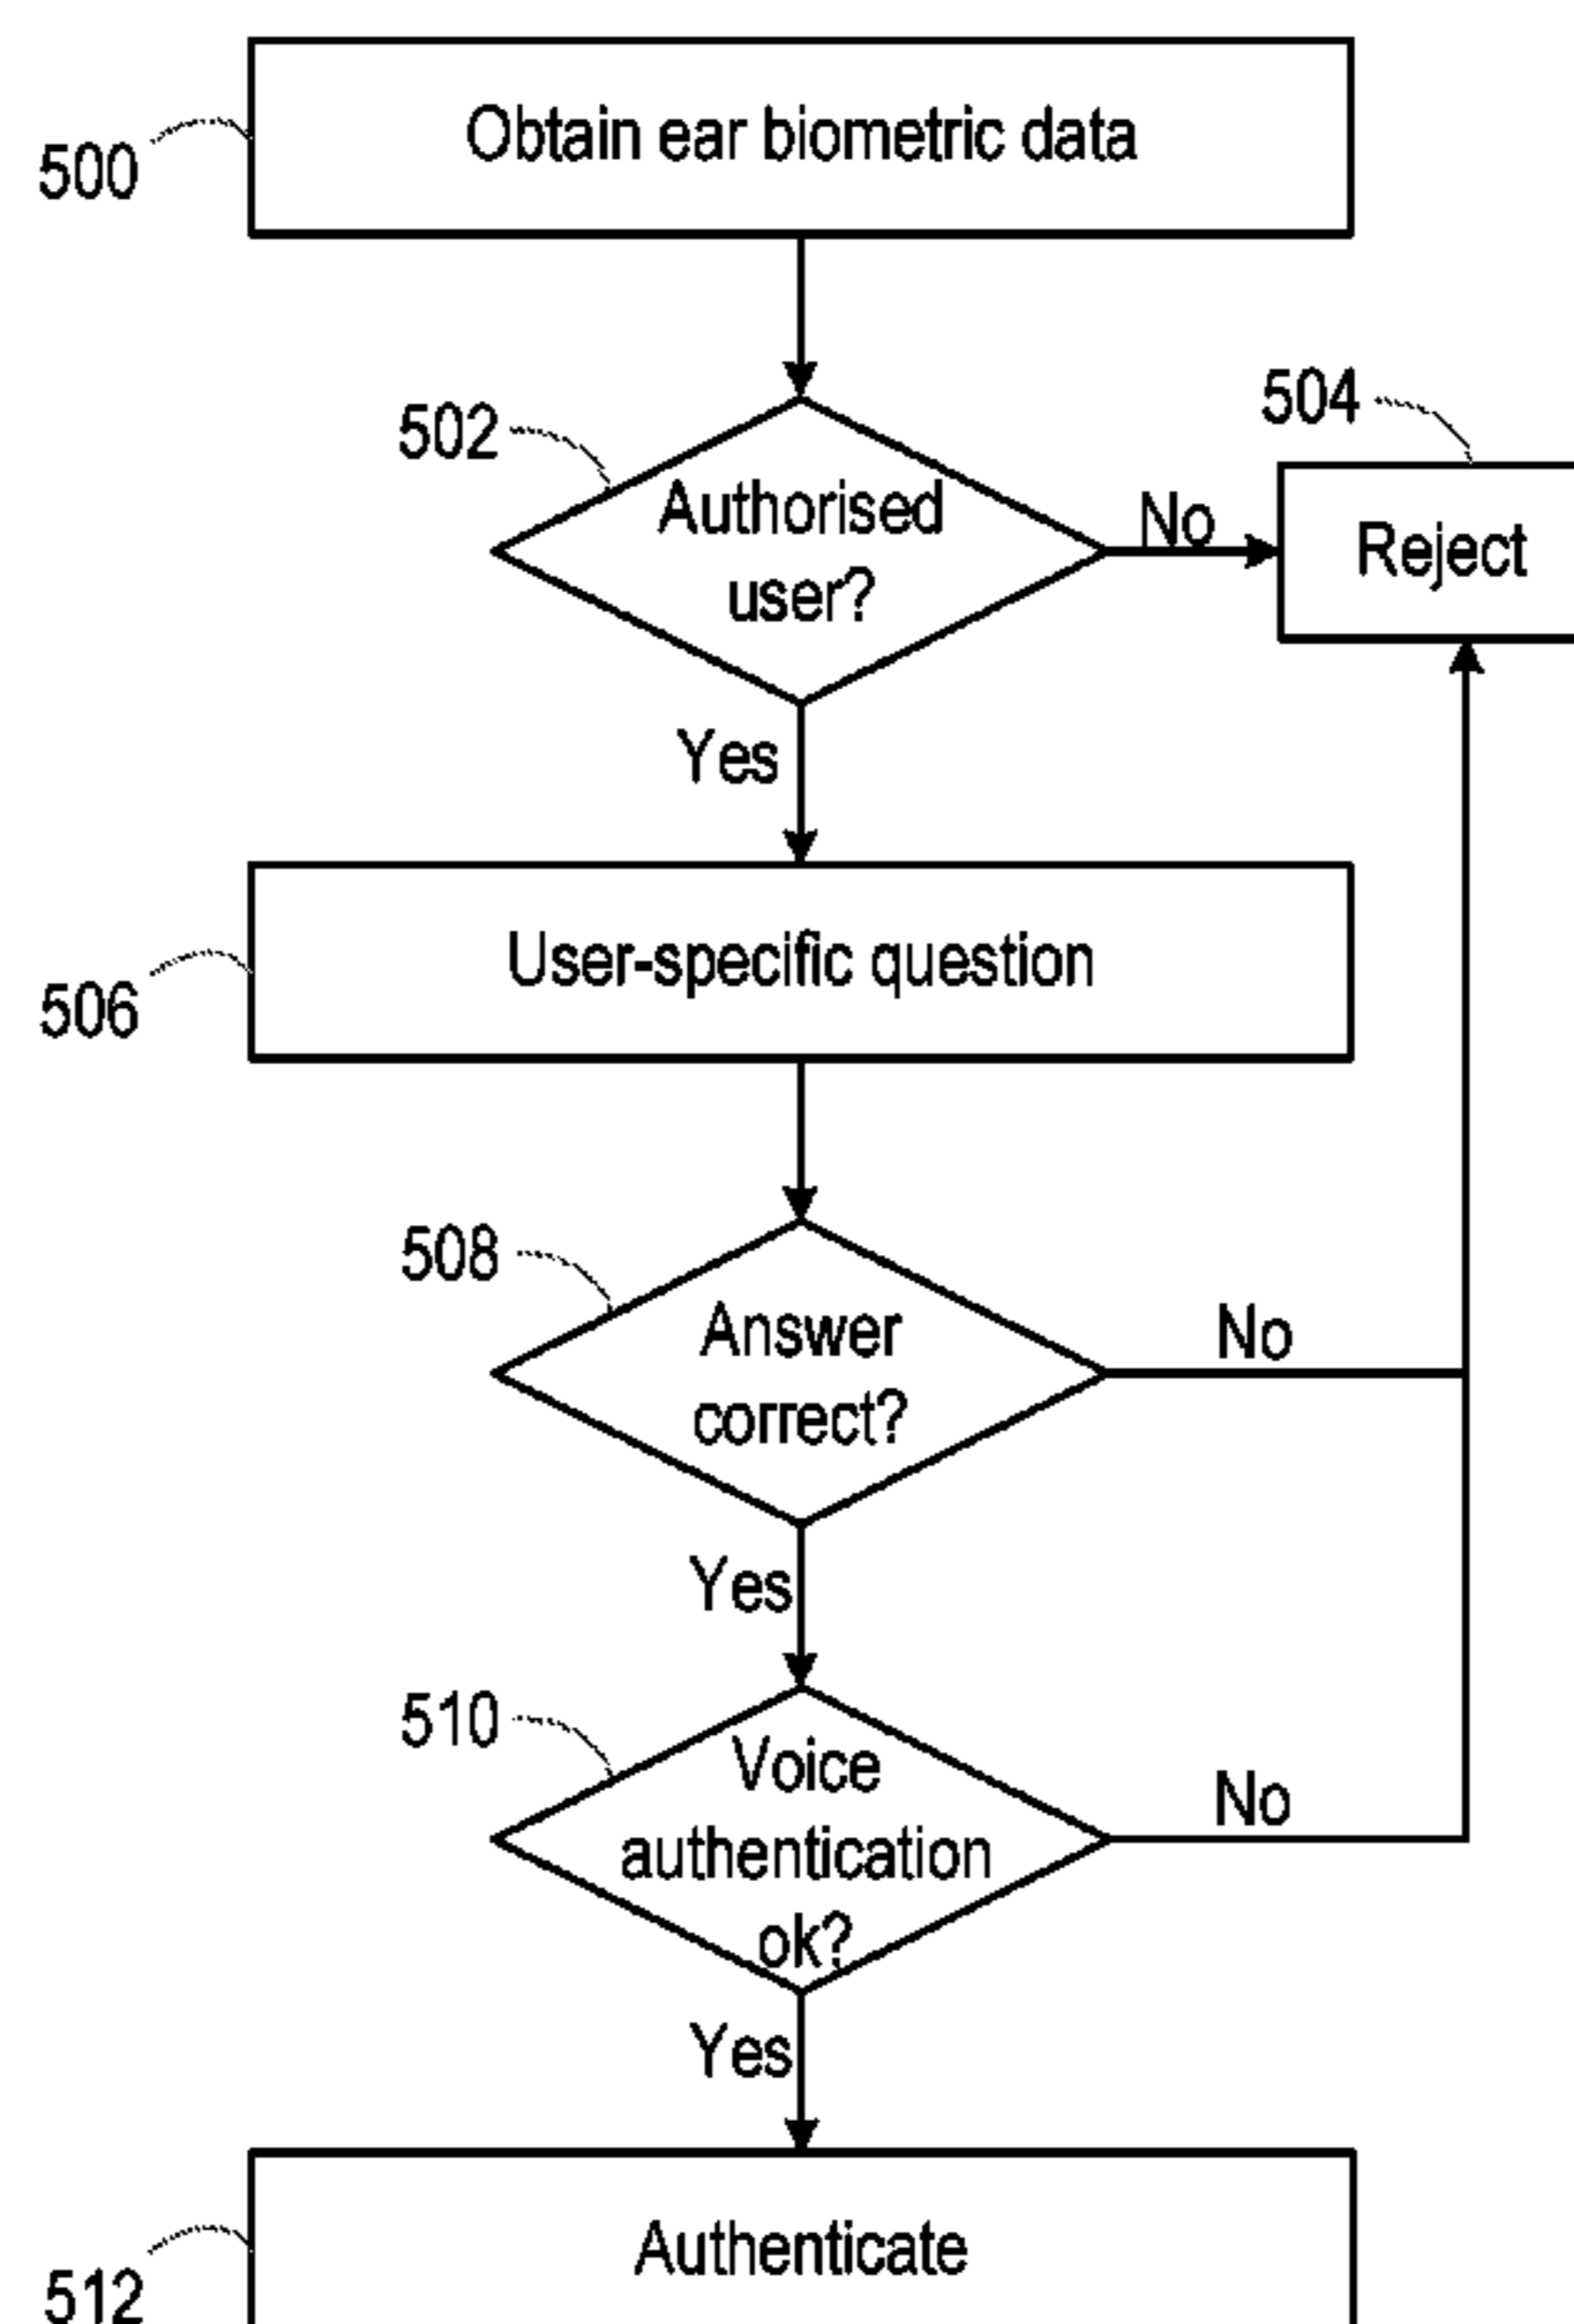 500
Obtain ear biometric data
502
504
Authorised
user?
No
Reject
Yes
506
User-specific question
508
Answer
correct?
No
Yes
510
Voice
authentication
ok?
No
Yes
512
Authenticate